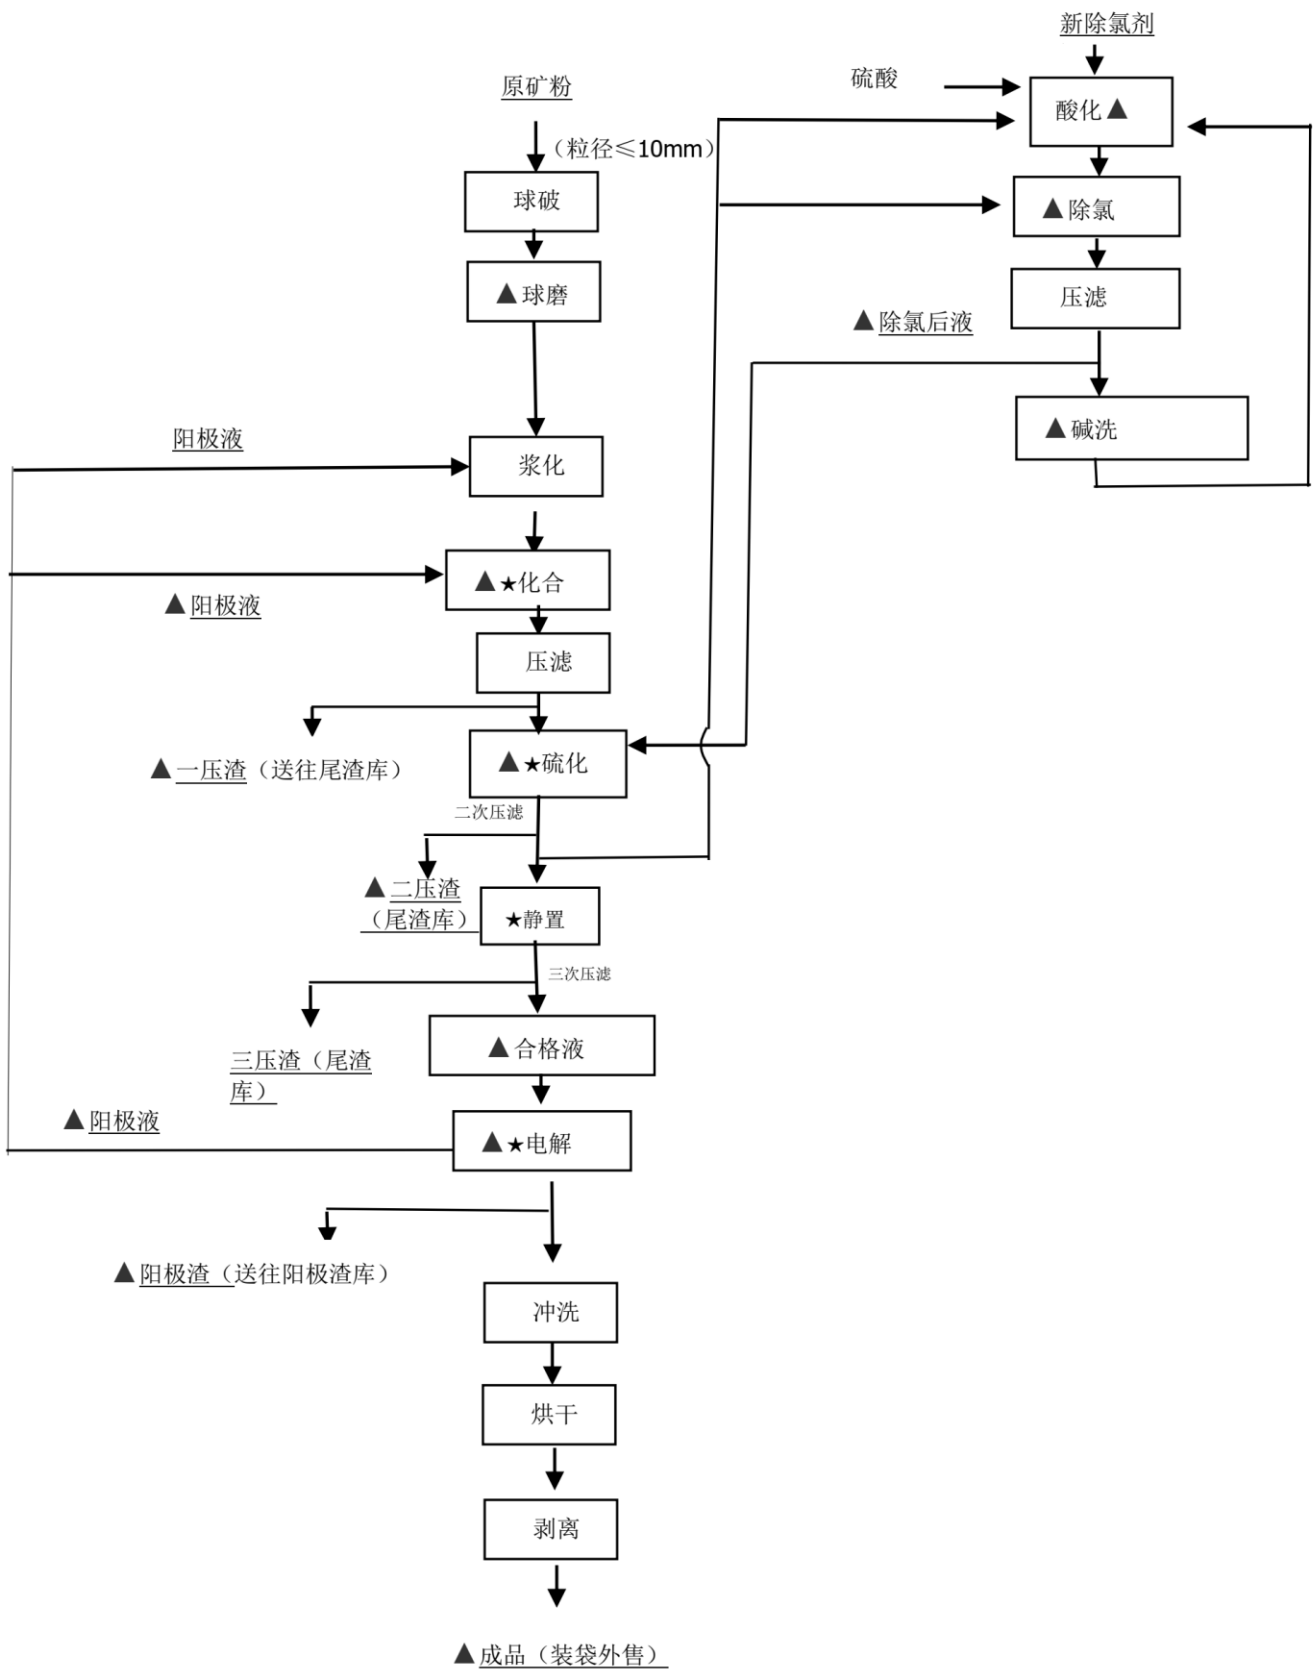 新除氯剂
硫酸
酸化▲
原矿粉
（粒径≤10mm）
球破
▲除氯
▲球磨
压滤
▲除氯后液
▲碱洗
阳极液
浆化
▲★化合
▲阳极液
压滤
▲一压渣（送往尾渣库）
▲★硫化
二次压滤
▲二压渣
（尾渣库）
★静置
三次压滤
▲合格液
三压渣（尾渣
库）
▲阳极液
▲★电解
▲阳极渣（送往阳极渣库）
冲洗
烘干
剥离
▲成品（装袋外售）